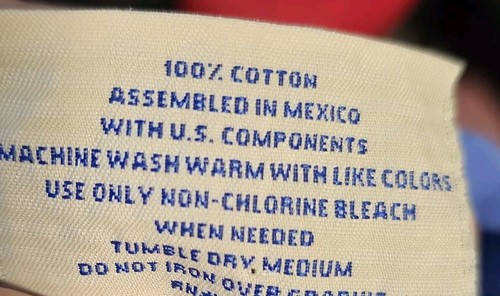 100% COTTON
ASSEMBLED IN MEXICO
WITH U.S. COMPONENTS
MACHINE WASH WARM WITH LIKE COLORS
USE ONLY NON-CHLORINE BLEACH
WHEN NEEDED
TUMBLE DRY, MEDIUM
DO NOT IRON OVER GRAPHIC